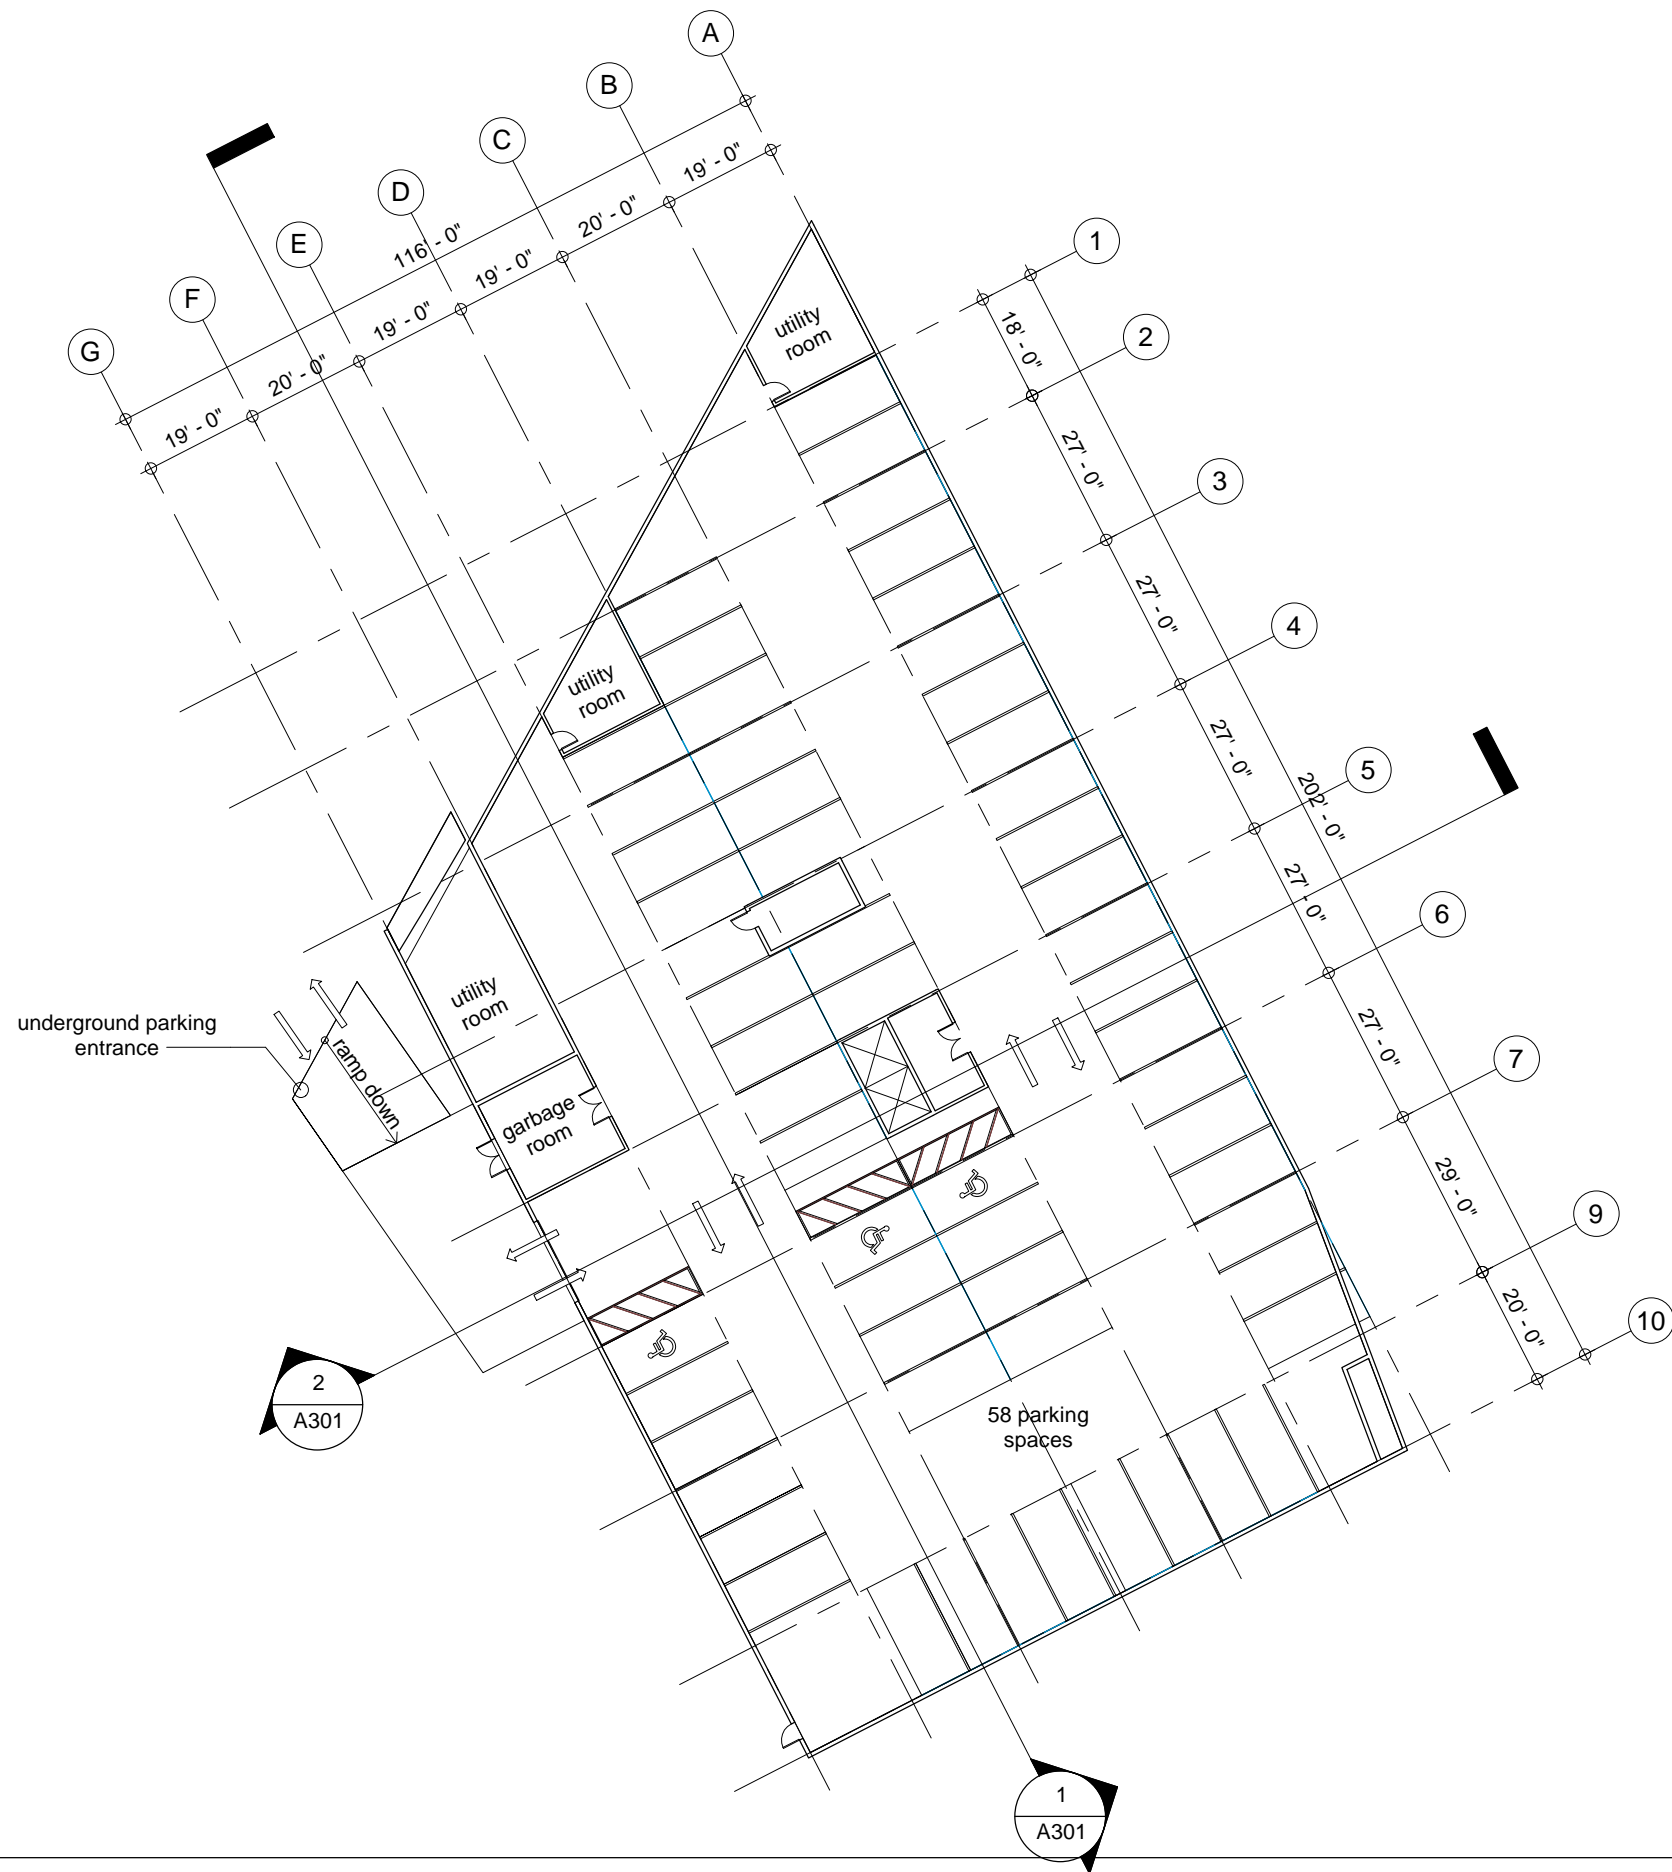 A
B
C
D
E
F
G
19' - 0"
20' - 0"
19' - 0"
19' - 0"
20' - 0"
19' - 0"
116' - 0"
1
2
3
4
5
6
7
9
10
18' - 0"
27' - 0"
27' - 0"
27' - 0"
27' - 0"
27' - 0"
29' - 0"
20' - 0"
202' - 0"
utility
room
utility
room
utility
room
garbage
room
underground parking
entrance
ramp down
58 parking
spaces
2
A301
1
A301